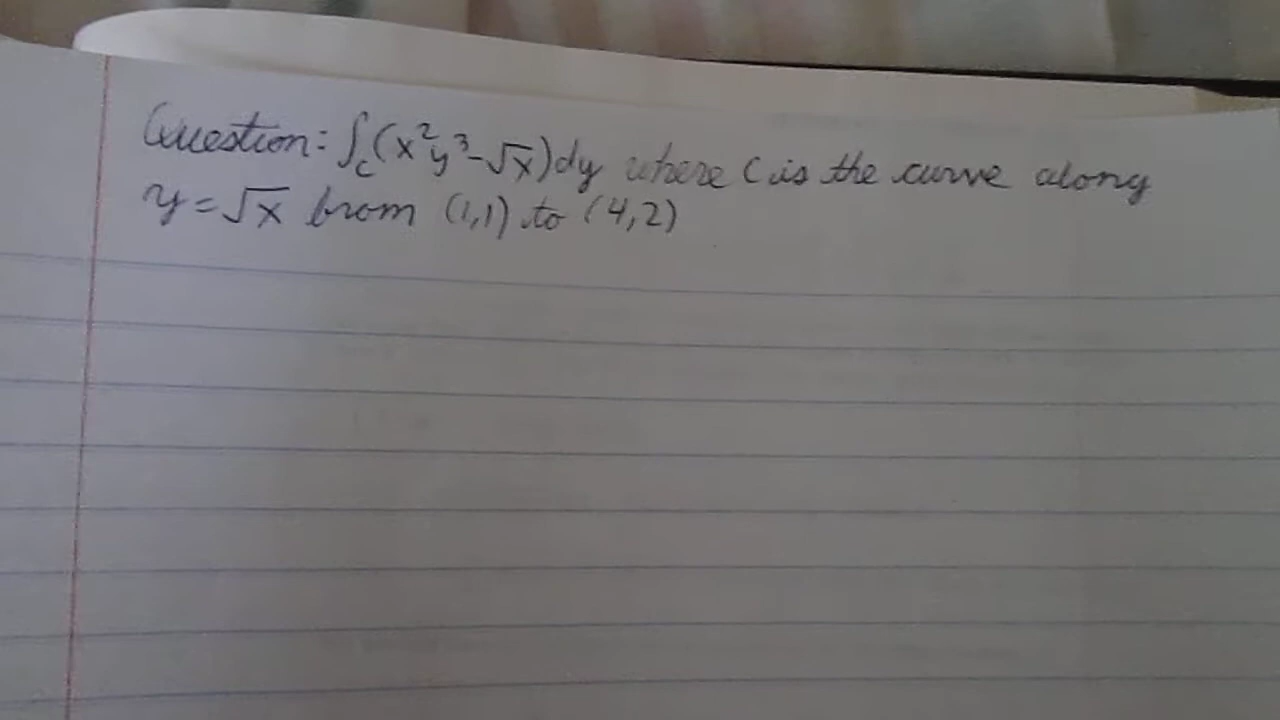 Question: ∫c(x²y³-√x)dy where C is the curve along
y=√x from (1,1) to (4,2)